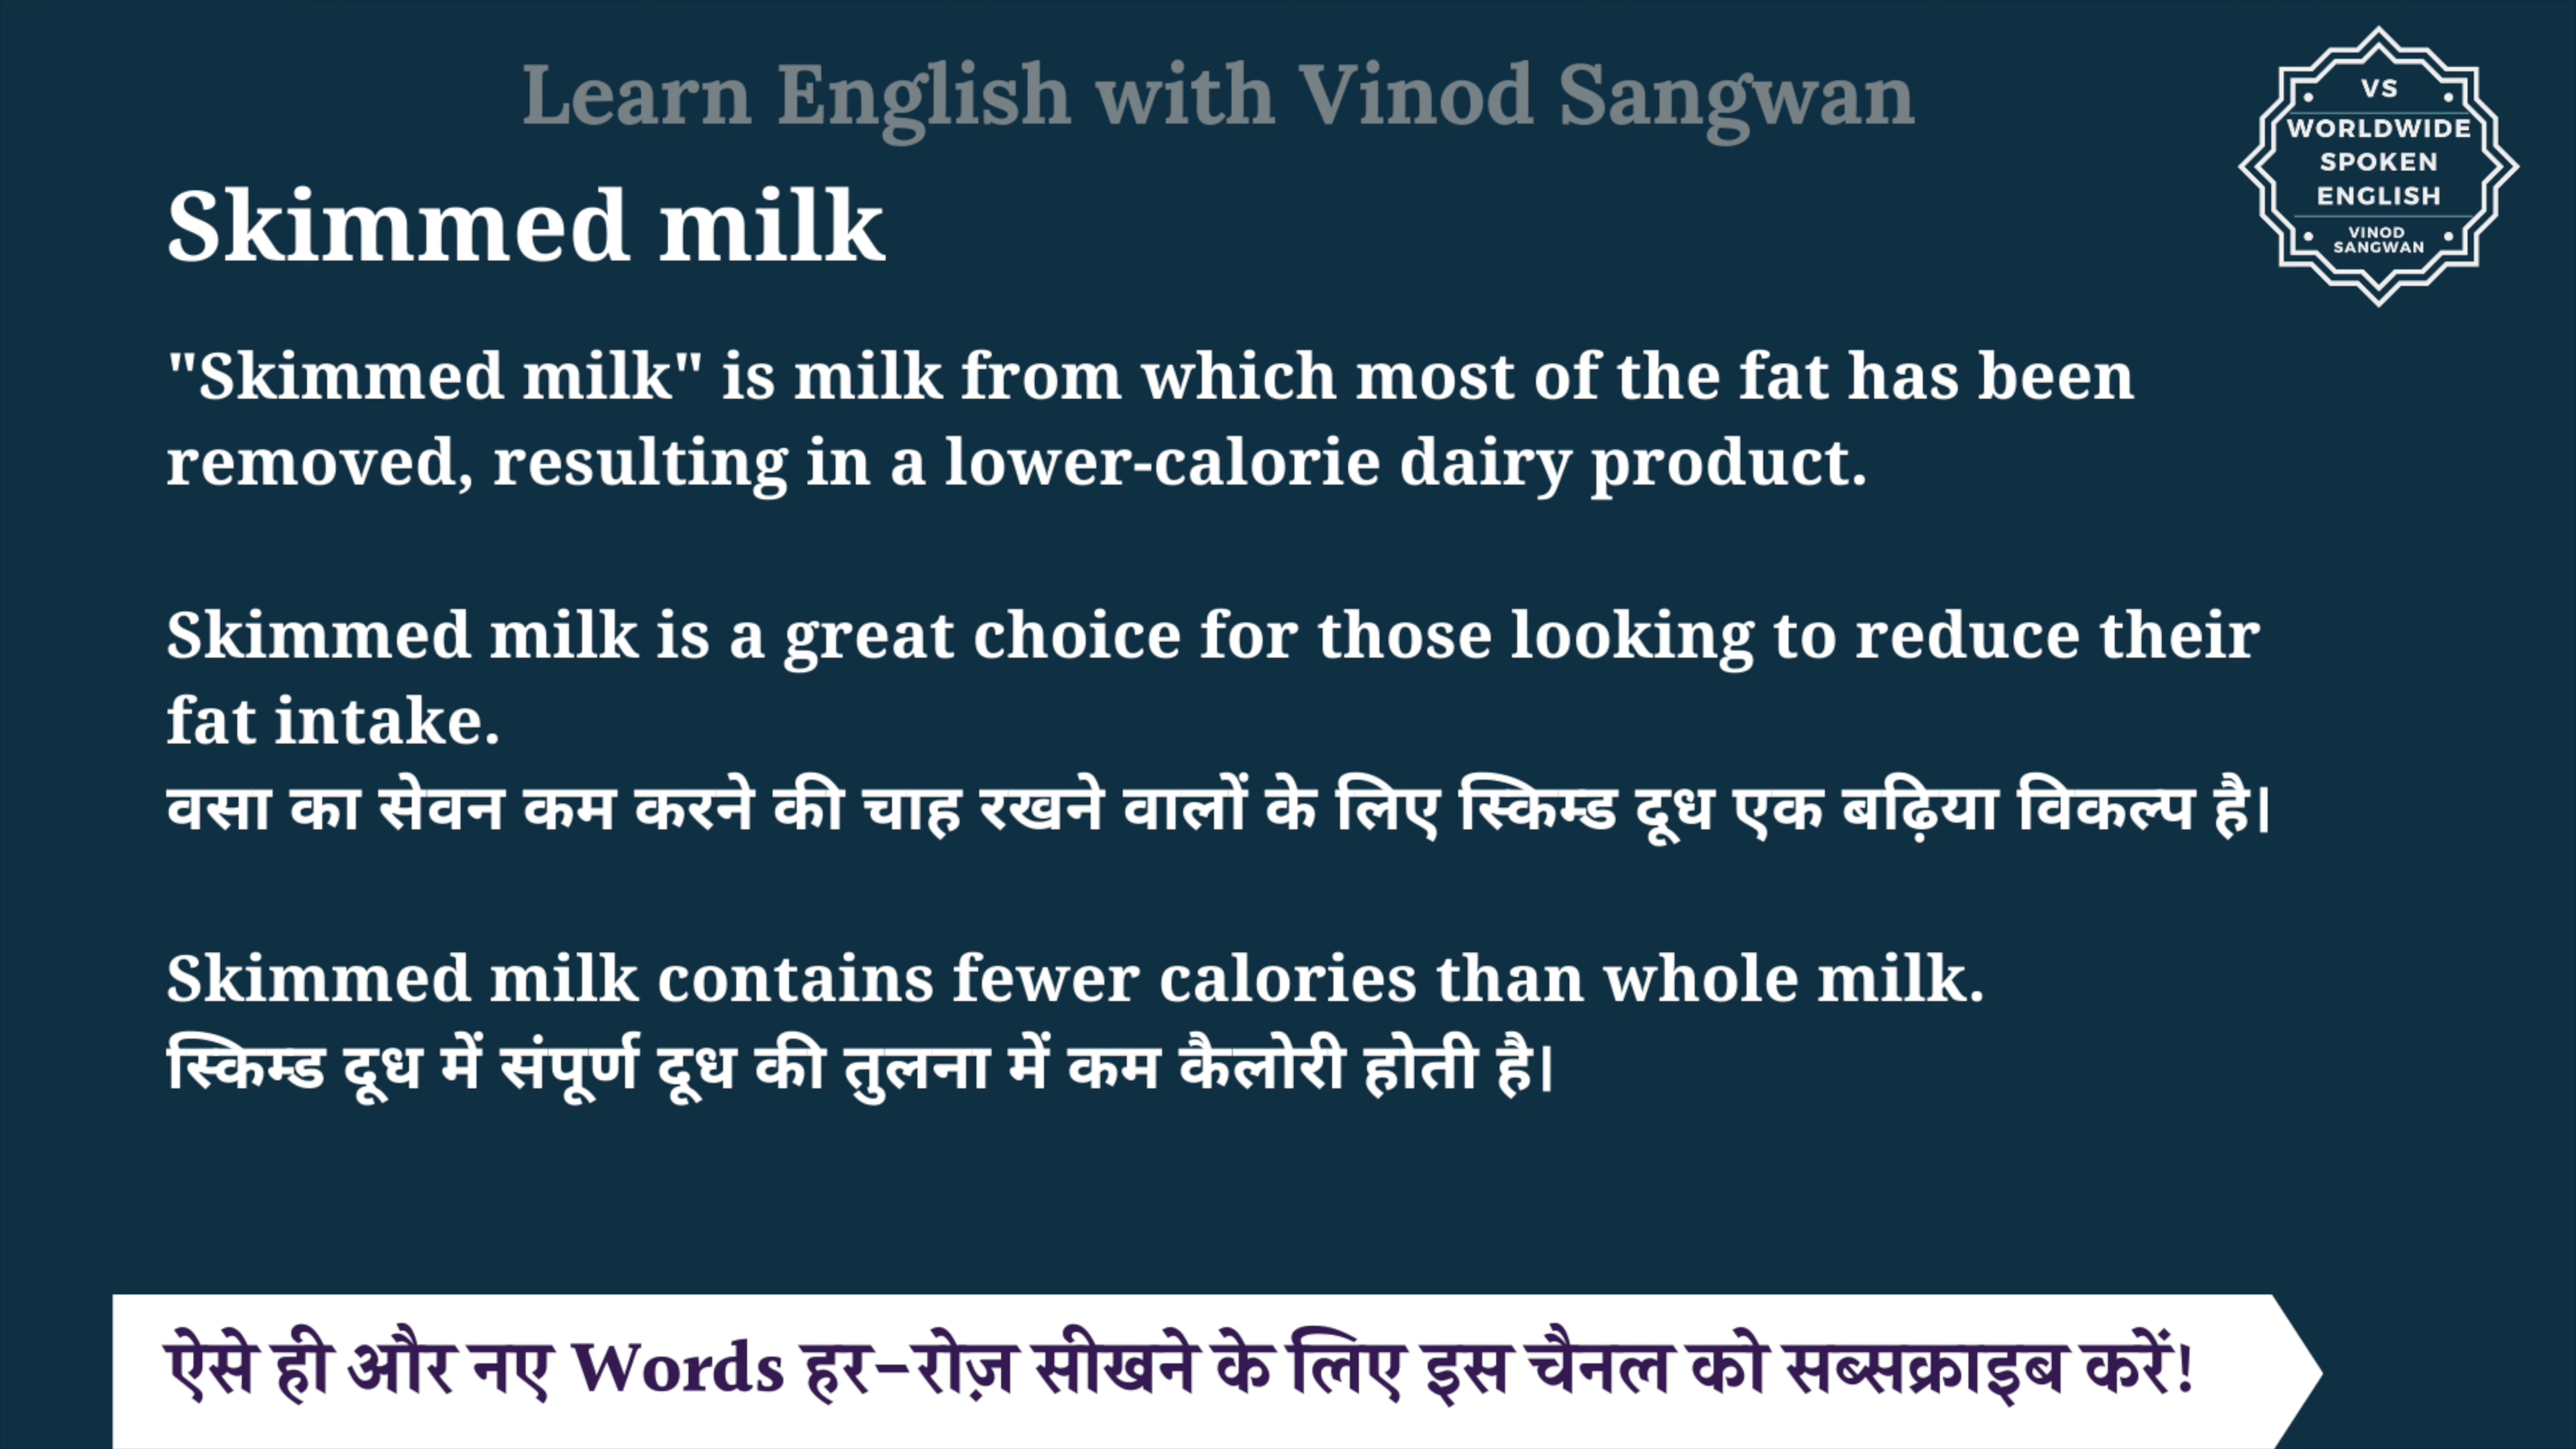 Learn English with Vinod Sangwan
VS
WORLDWIDE
SPOKEN
ENGLISH
VINOD
SANGWAN
Skimmed milk
"Skimmed milk" is milk from which most of the fat has been
removed, resulting in a lower-calorie dairy product.
Skimmed milk is a great choice for those looking to reduce their
fat intake.
वसा का सेवन कम करने की चाह रखने वालों के लिए स्किम्ड दूध एक बढ़िया विकल्प है।
Skimmed milk contains fewer calories than whole milk.
स्किम्ड दूध में संपूर्ण दूध की तुलना में कम कैलोरी होती है।
ऐसे ही और नए Words हर-रोज़ सीखने के लिए इस चैनल को सब्सक्राइब करें!